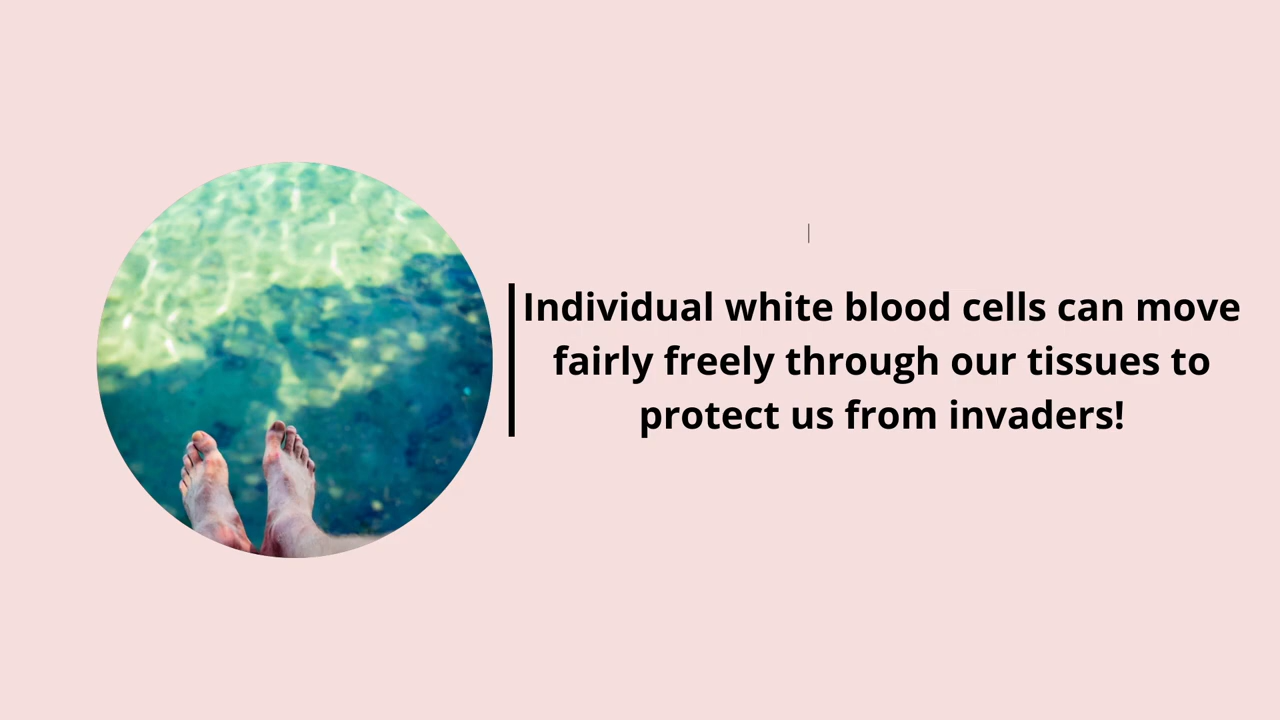 Individual white blood cells can move
fairly freely through our tissues to
protect us from invaders!